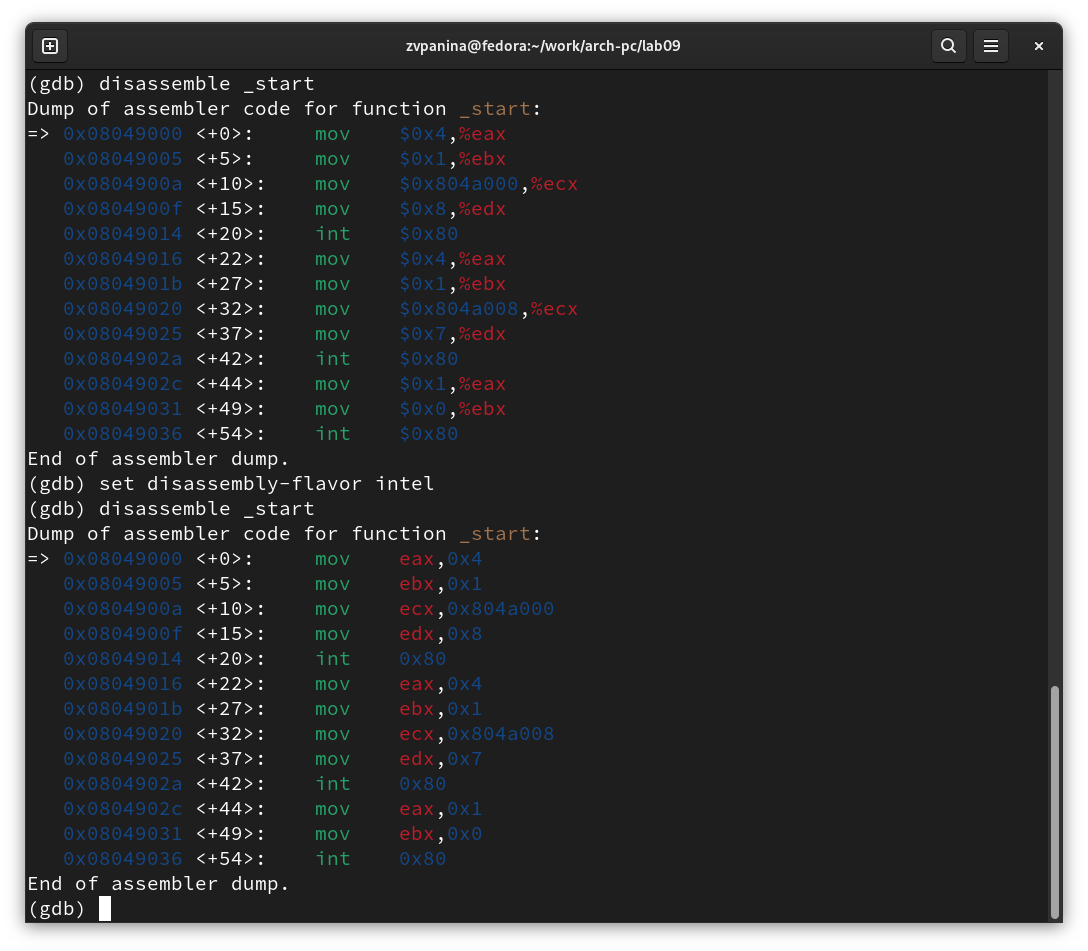 zvpanina@fedora:~/work/arch-pc/lab09
(gdb) disassemble _start
Dump of assembler code for function _start:
=> 0x08049000 <+0>:     mov    $0x4,%eax
   0x08049005 <+5>:     mov    $0x1,%ebx
   0x0804900a <+10>:    mov    $0x804a000,%ecx
   0x0804900f <+15>:    mov    $0x8,%edx
   0x08049014 <+20>:    int    $0x80
   0x08049016 <+22>:    mov    $0x4,%eax
   0x0804901b <+27>:    mov    $0x1,%ebx
   0x08049020 <+32>:    mov    $0x804a008,%ecx
   0x08049025 <+37>:    mov    $0x7,%edx
   0x0804902a <+42>:    int    $0x80
   0x0804902c <+44>:    mov    $0x1,%eax
   0x08049031 <+49>:    mov    $0x0,%ebx
   0x08049036 <+54>:    int    $0x80
End of assembler dump.
(gdb) set disassembly-flavor intel
(gdb) disassemble _start
Dump of assembler code for function _start:
=> 0x08049000 <+0>:     mov    eax,0x4
   0x08049005 <+5>:     mov    ebx,0x1
   0x0804900a <+10>:    mov    ecx,0x804a000
   0x0804900f <+15>:    mov    edx,0x8
   0x08049014 <+20>:    int    0x80
   0x08049016 <+22>:    mov    eax,0x4
   0x0804901b <+27>:    mov    ebx,0x1
   0x08049020 <+32>:    mov    ecx,0x804a008
   0x08049025 <+37>:    mov    edx,0x7
   0x0804902a <+42>:    int    0x80
   0x0804902c <+44>:    mov    eax,0x1
   0x08049031 <+49>:    mov    ebx,0x0
   0x08049036 <+54>:    int    0x80
End of assembler dump.
(gdb)